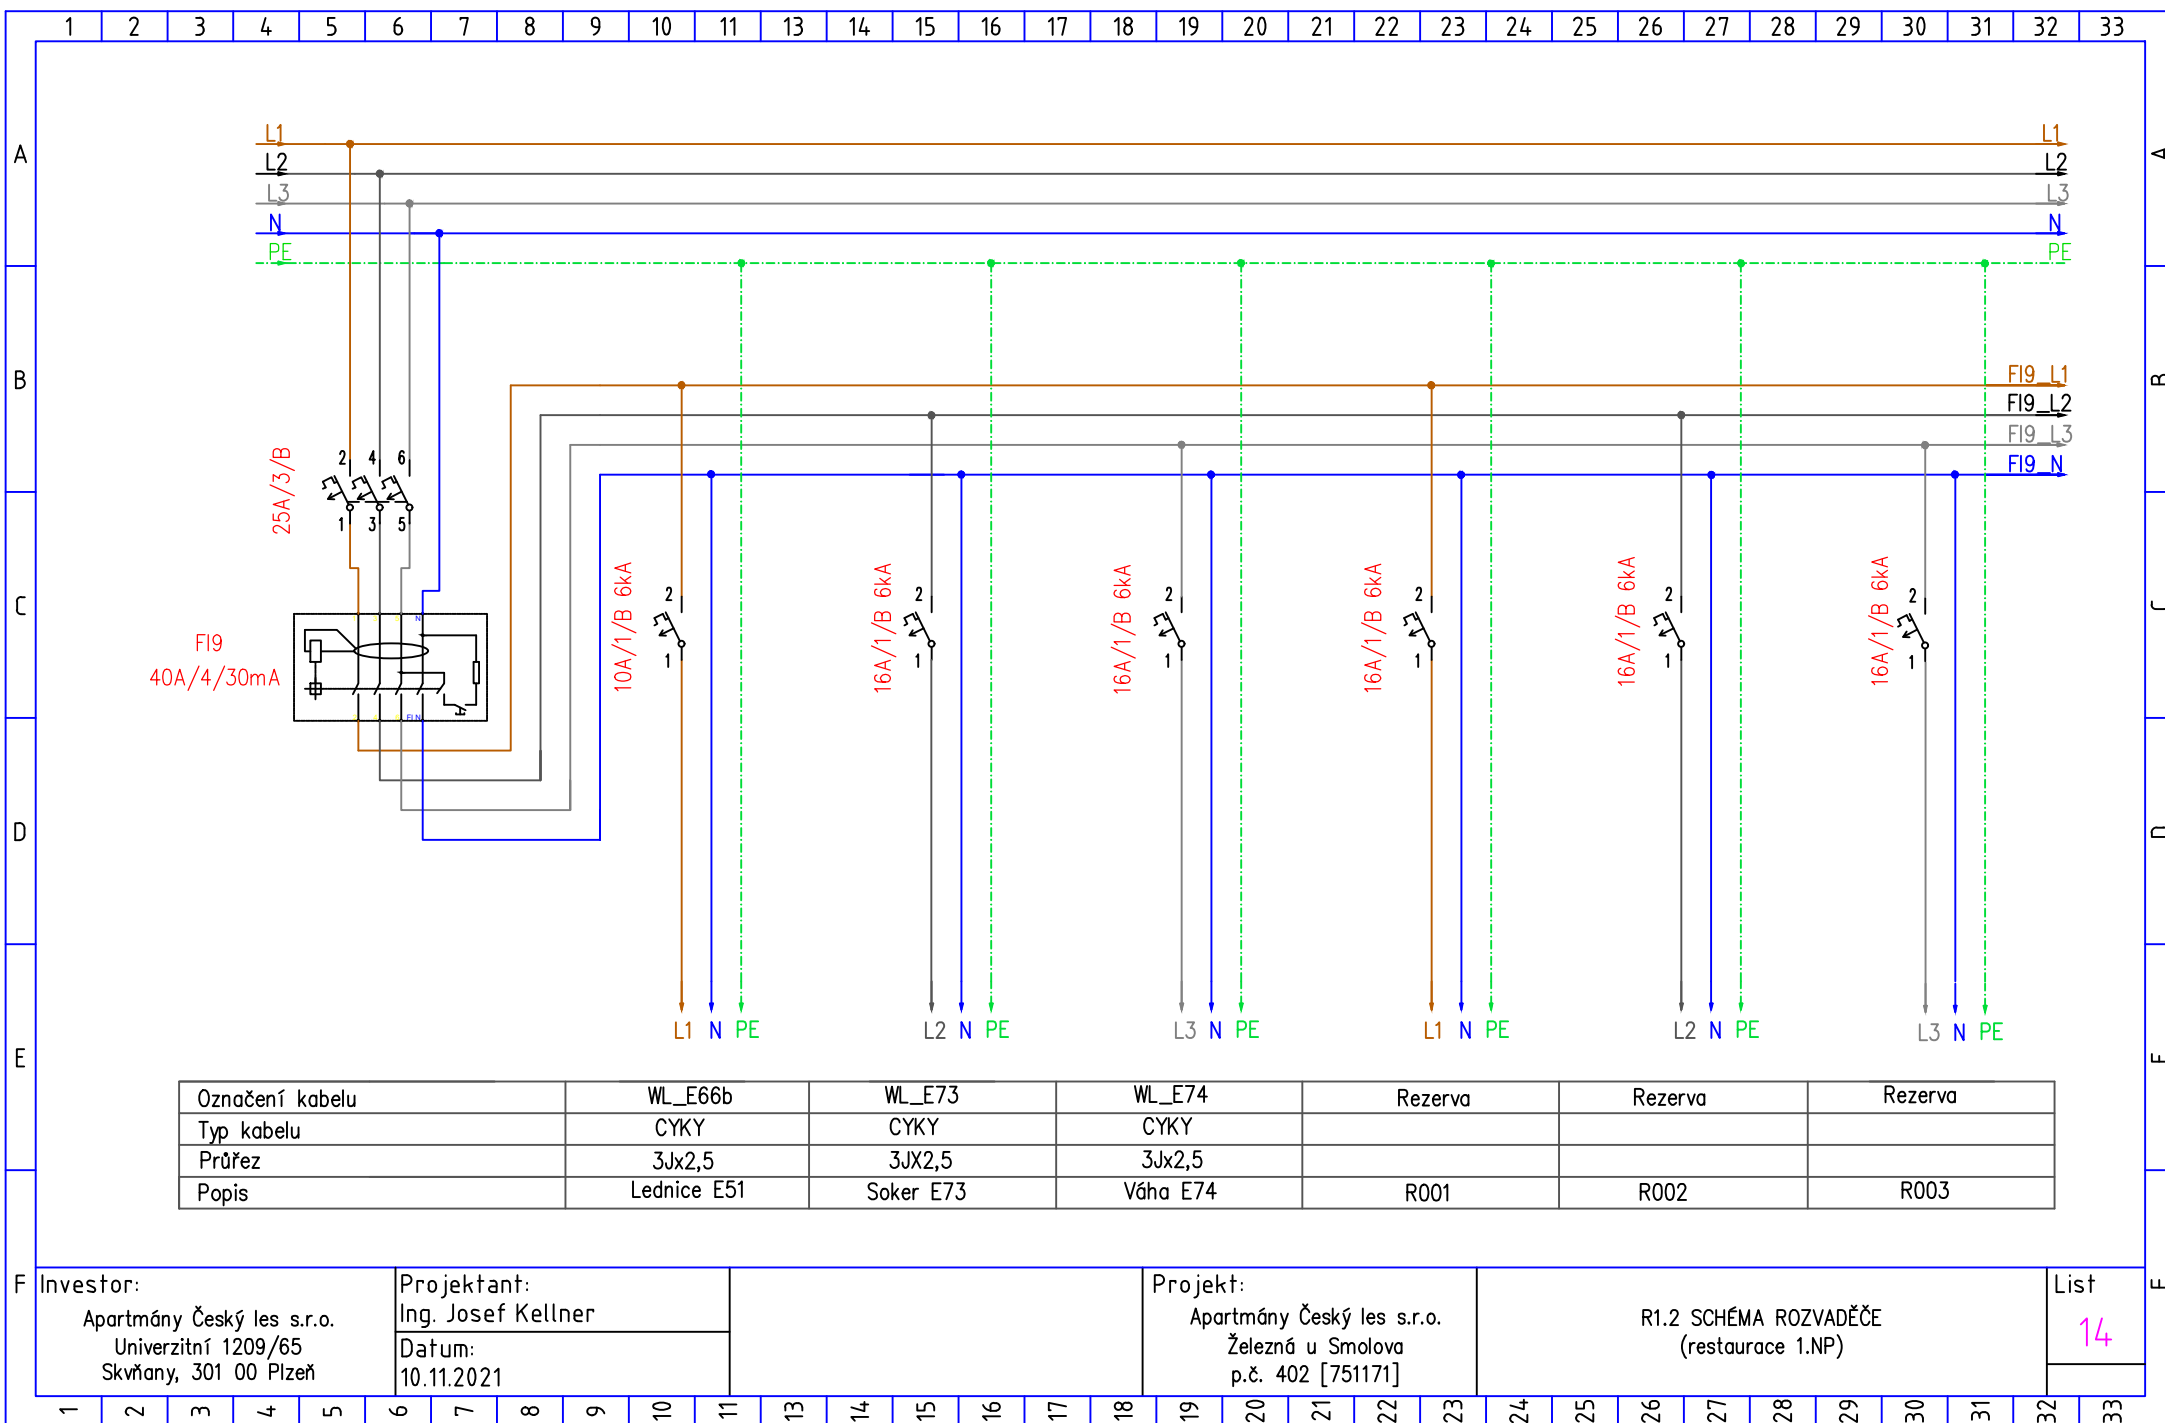 1 2 3 4 5 6 7 8 9 10 11 13 14 15 16 17 18 19 20 21 22 23 24 25 26 27 28 29 30 31 32 33
A A
L1 L1
L2 L2
L3 L3
N N
PE PE
B B
FI9_L1
FI9_L2
FI9_L3
FI9_N
25A/3/B
2 4 6
1 3 5
C C
FI9
40A/4/30mA
N
FI N
10A/1/B 6kA
2
1
16A/1/B 6kA
2
1
16A/1/B 6kA
2
1
16A/1/B 6kA
2
1
16A/1/B 6kA
2
1
16A/1/B 6kA
2
1
D D
L1 N PE L2 N PE L3 N PE L1 N PE L2 N PE L3 N PE
E E
Označení kabelu WL_E66b WL_E73 WL_E74 Rezerva Rezerva Rezerva
Typ kabelu CYKY CYKY CYKY
Průřez 3Jx2,5 3JX2,5 3Jx2,5
Popis Lednice E51 Soker E73 Váha E74 R001 R002 R003
F F
Investor:
Apartmány Český les s.r.o.
Univerzitní 1209/65
Skvňany, 301 00 Plzeň
Projektant:
Ing. Josef Kellner
Datum:
10.11.2021
Projekt:
Apartmány Český les s.r.o.
Železná u Smolova
p.č. 402 [751171]
R1.2 SCHÉMA ROZVADĚČE
(restaurace 1.NP)
List
14
1 2 3 4 5 6 7 8 9 10 11 13 14 15 16 17 18 19 20 21 22 23 24 25 26 27 28 29 30 31 32 33